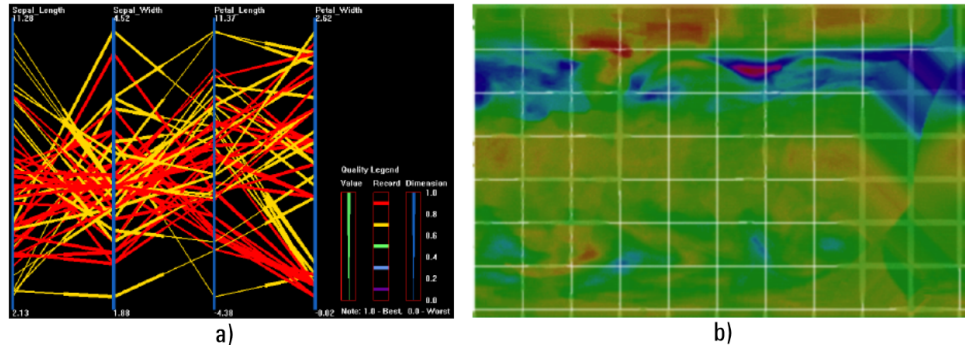 Sepal_Length Sepal_Width Petal_Length Petal_Width
11.28 4.52 11.37 2.62
Quality Legend
Value Record Dimension
1.0
0.8
0.6
0.4
0.2
0.0
Note: 1.0 - Best, 0.0 - Worst
2.13 1.88 -4.38 -0.02
a) b)